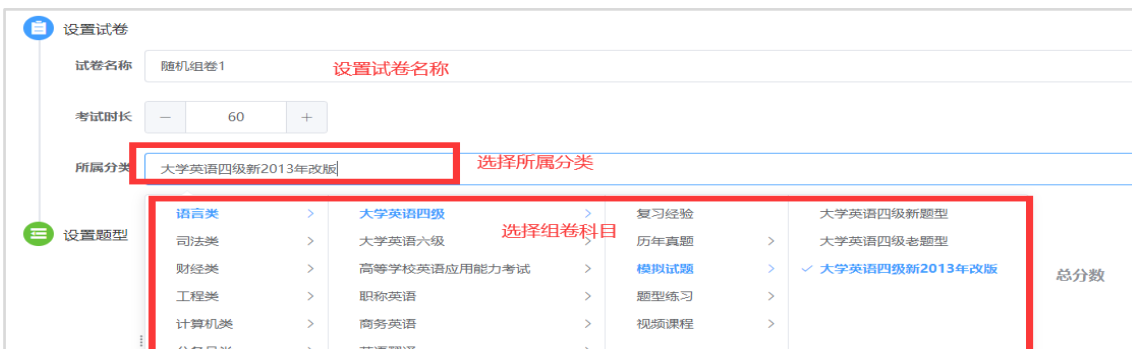 设置试卷
试卷名称 随机组卷1 设置试卷名称
考试时长 — 60 +
所属分类 大学英语四级新2013年改版 选择所属分类
语言类 > 大学英语四级 > 复习经验 大学英语四级新题型
设置题型 司法类 > 大学英语六级 > 选择组卷科目 历年真题 > 大学英语四级老题型
财经类 > 高等学校英语应用能力考试 > 模拟试题 > ✓ 大学英语四级新2013年改版 总分数
工程类 > 职称英语 > 题型练习 >
计算机类 > 商务英语 > 视频课程 >